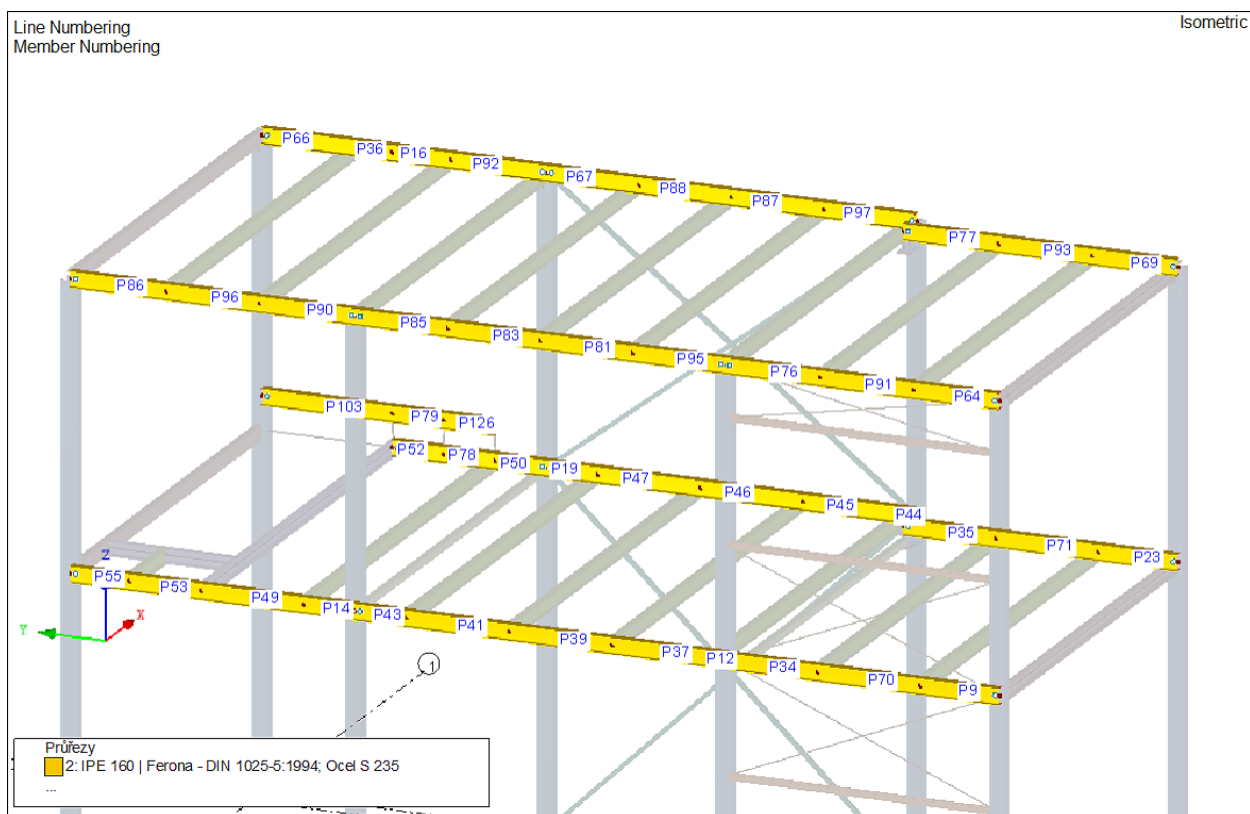 Line Numbering
Member Numbering
Isometric
P66
P36
P16
P92
P67
P88
P87
P97
P77
P93
P69
P86
P96
P90
P85
P83
P81
P95
P76
P91
P64
P103
P79
P126
P52
P78
P50
P19
P47
P46
P45
P44
P35
P71
P23
P55
P53
P49
P14
P43
P41
P39
P37
P12
P34
P70
P9
Z
Y
X
1
Průřezy
2: IPE 160 | Ferona - DIN 1025-5:1994; Ocel S 235
...